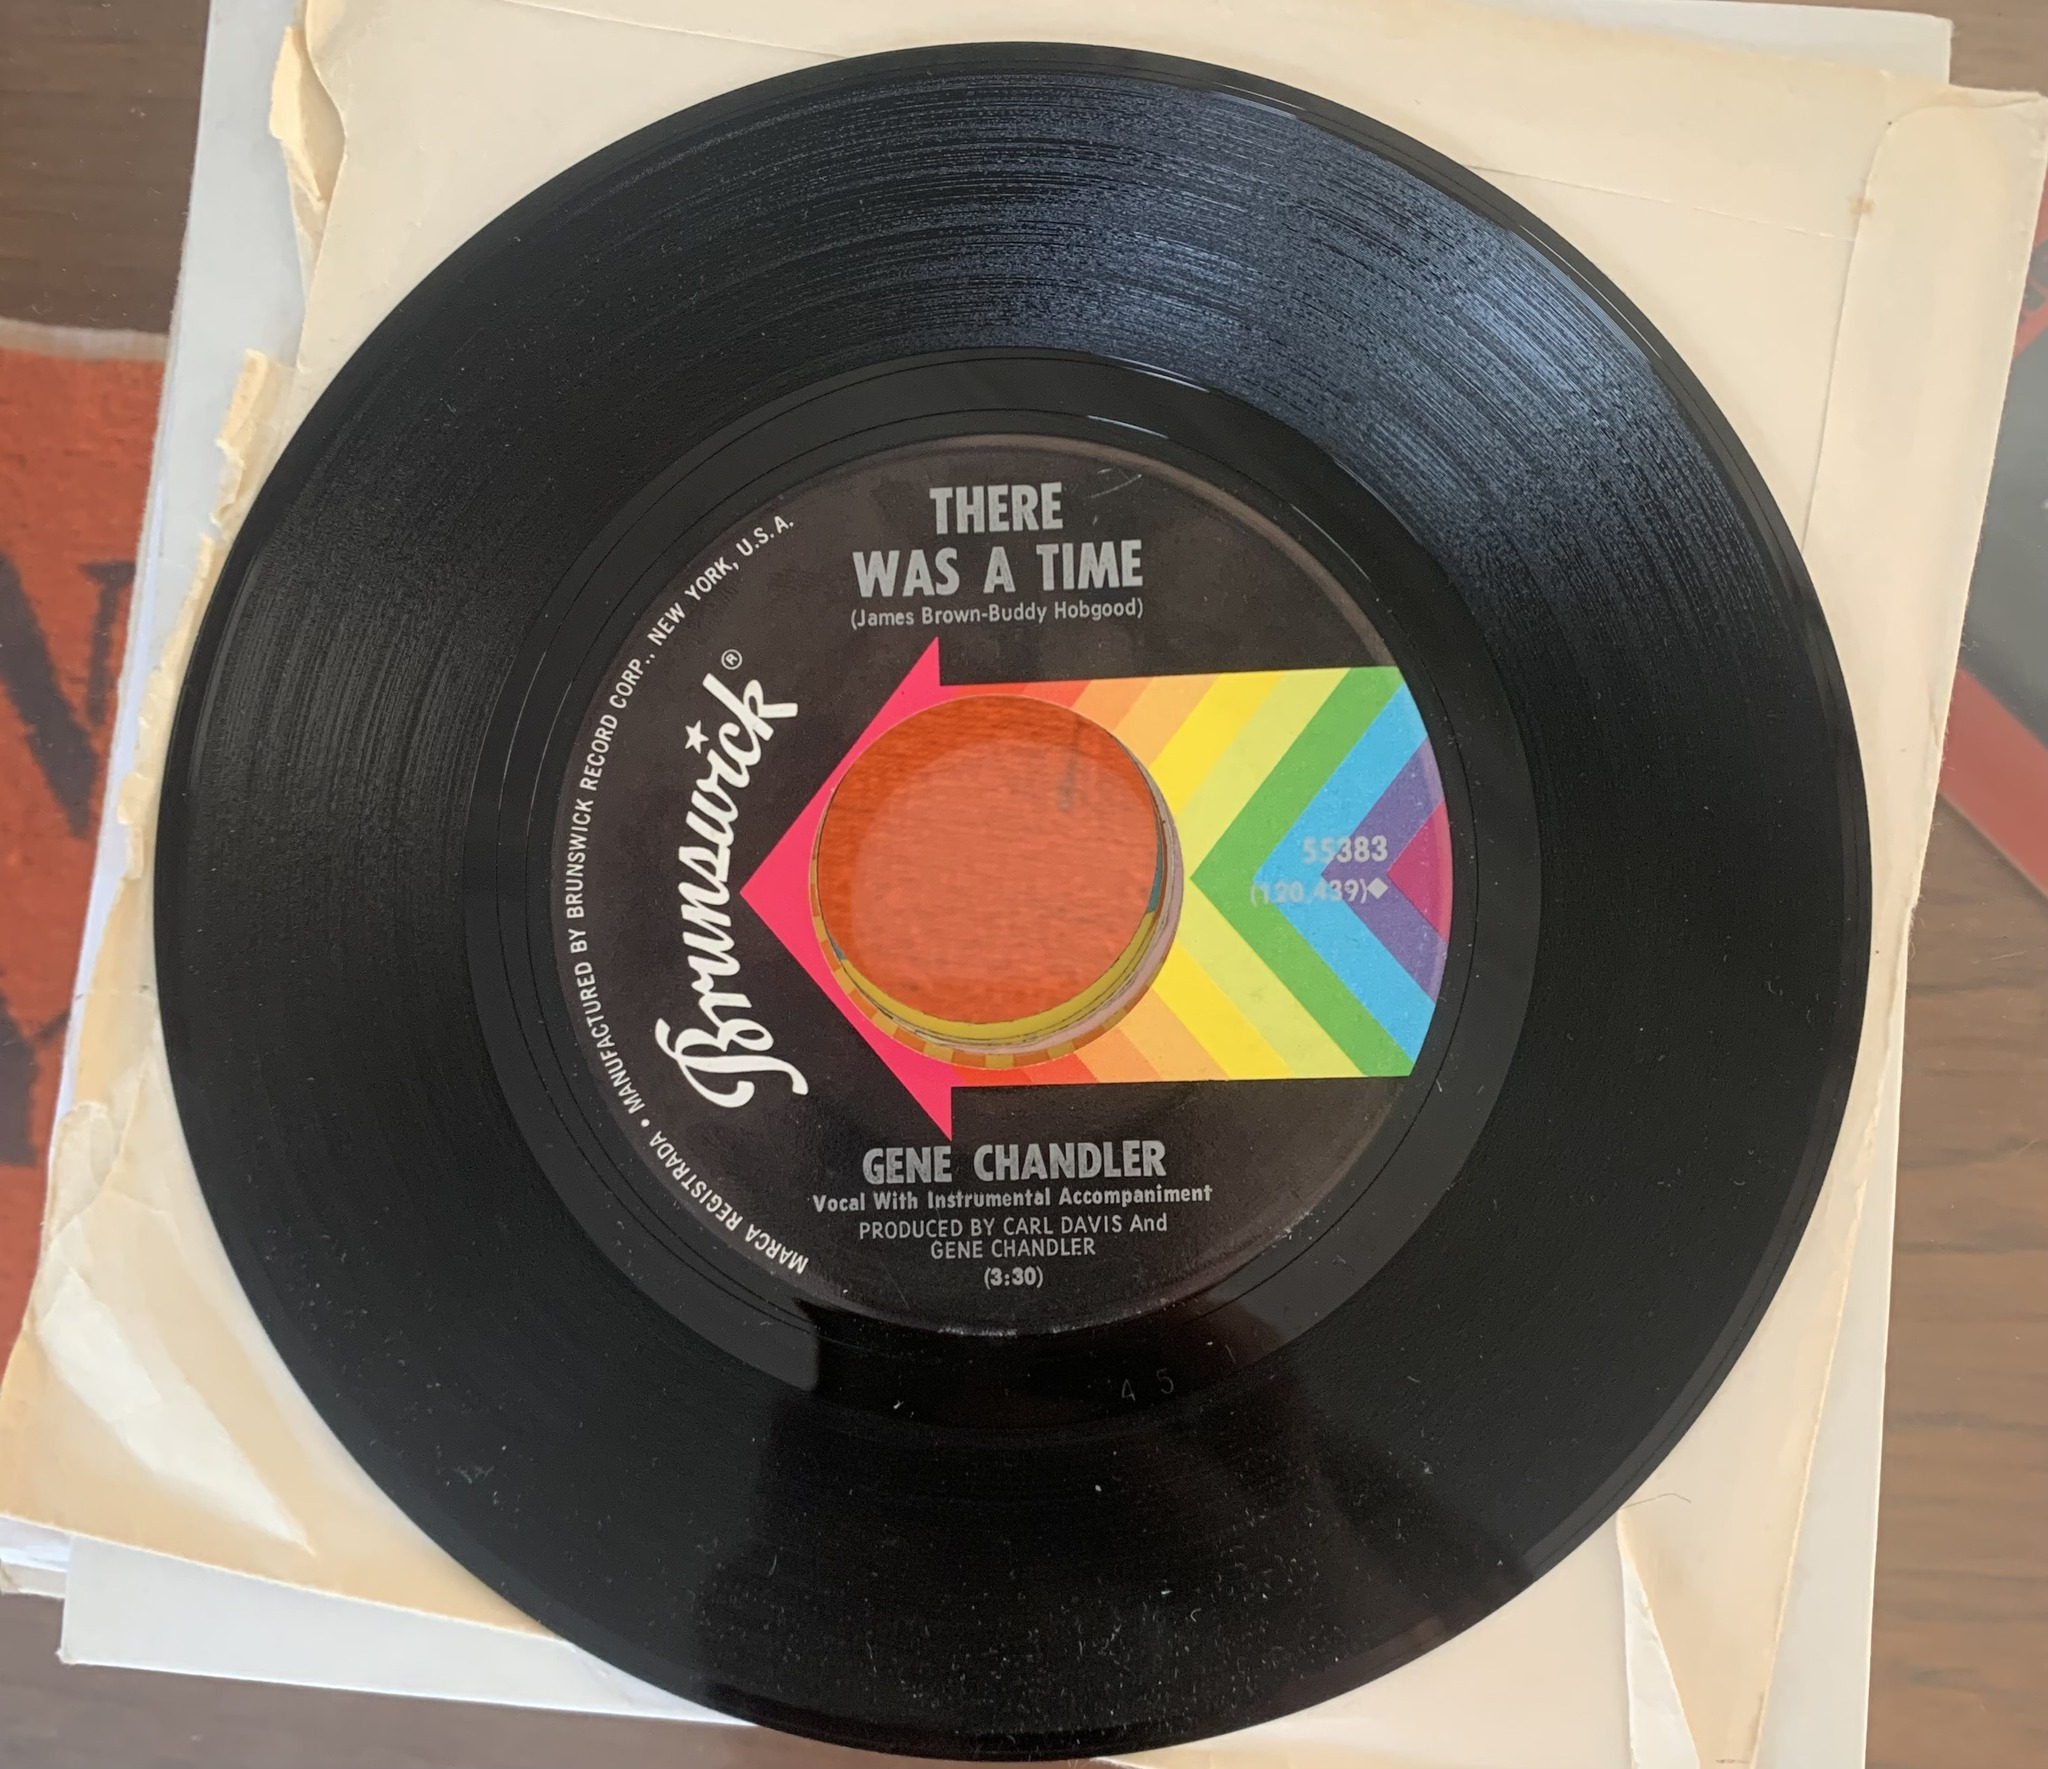 THERE
WAS A TIME
(James Brown-Buddy Hobgood)
Brunswick®
MARCA REGISTRADA • MANUFACTURED BY BRUNSWICK RECORD CORP., NEW YORK, U.S.A.
55383
(120,439)◆
GENE CHANDLER
Vocal With Instrumental Accompaniment
PRODUCED BY CARL DAVIS And
GENE CHANDLER
(3:30)
45